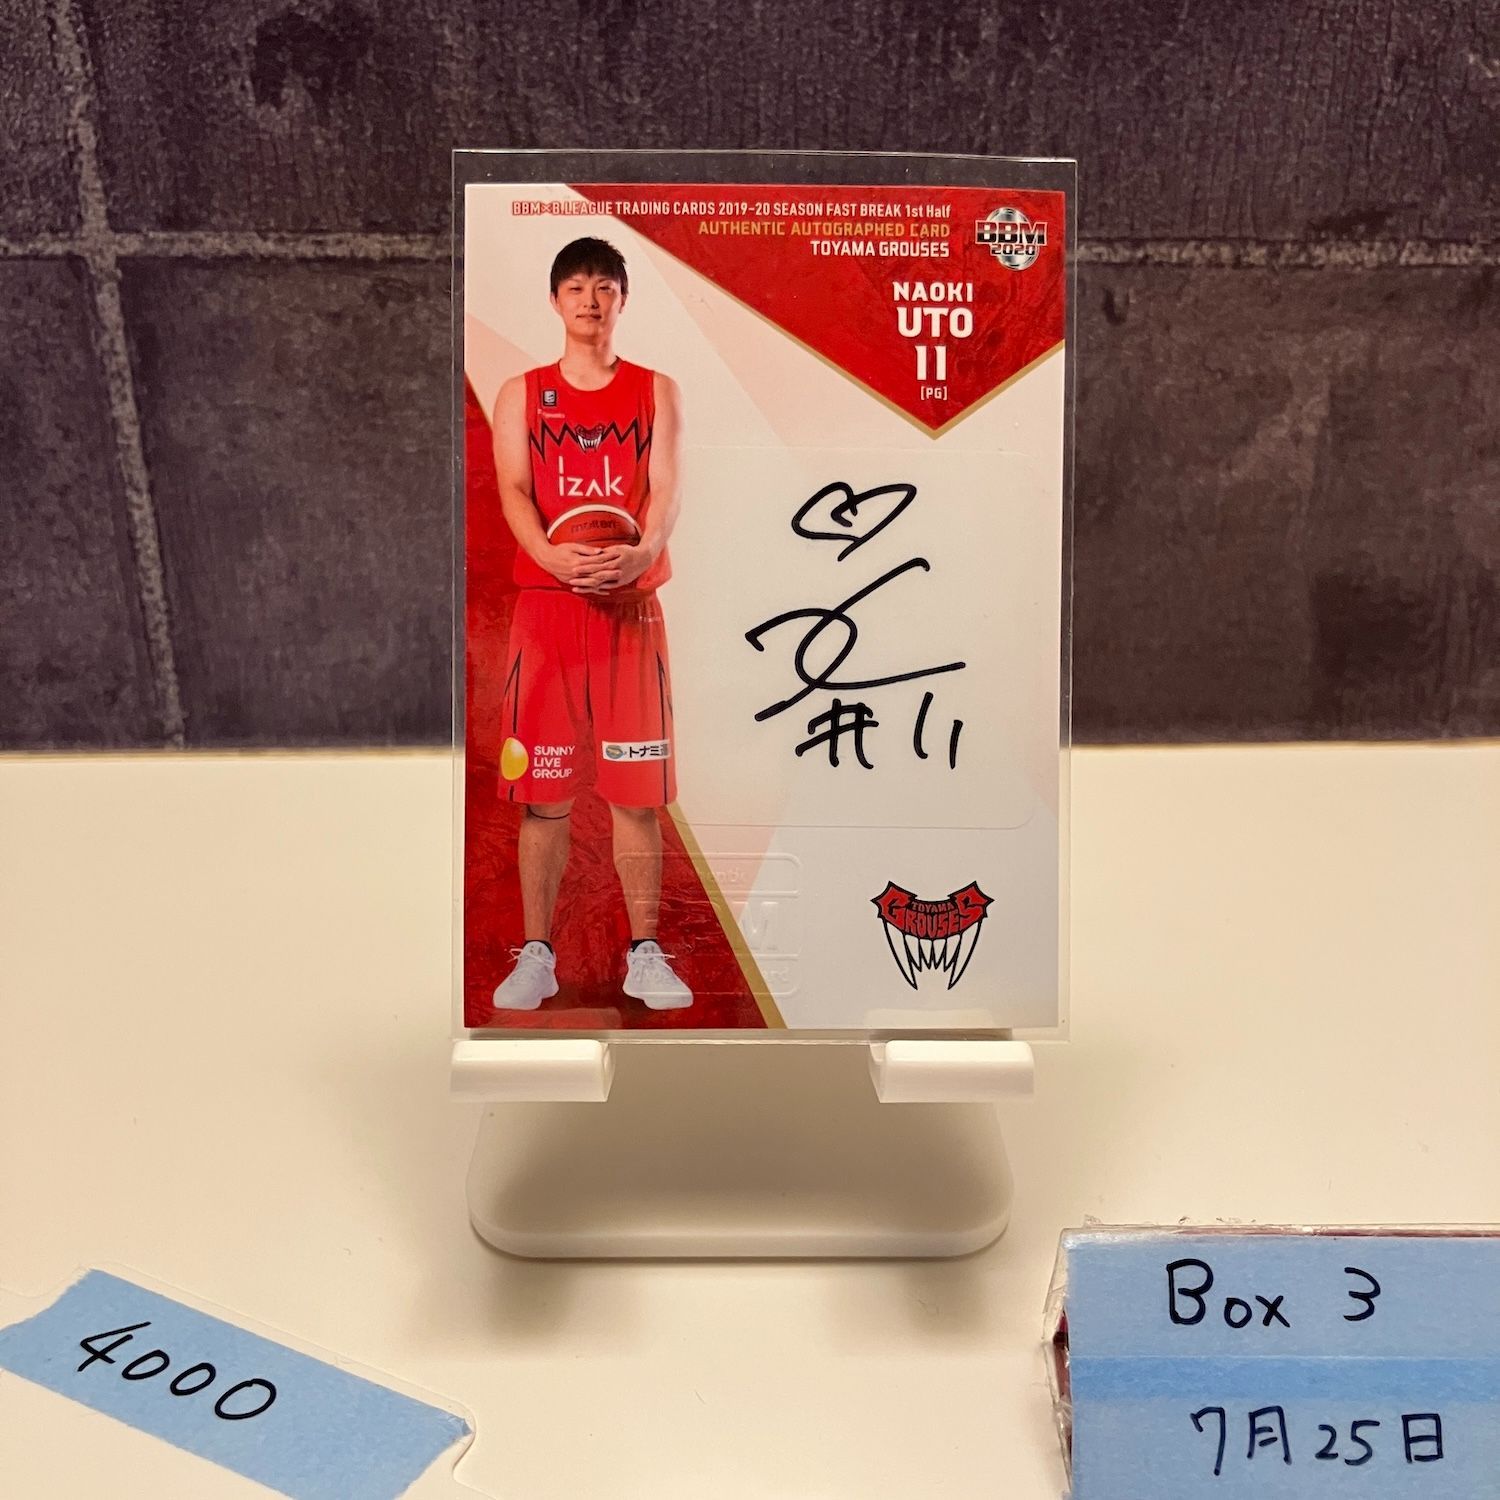 BBM×B.LEAGUE TRADING CARDS 2019-20 SEASON FAST BREAK 1st Half
AUTHENTIC AUTOGRAPHED CARD
TOYAMA GROUSES
BBM
2020
NAOKI
UTO
11
[PG]
izak
molten
#11
SUNNY
LIVE
GROUP
トナミ運
TOYAMA
GROUSES
4000
Box 3
7月25日